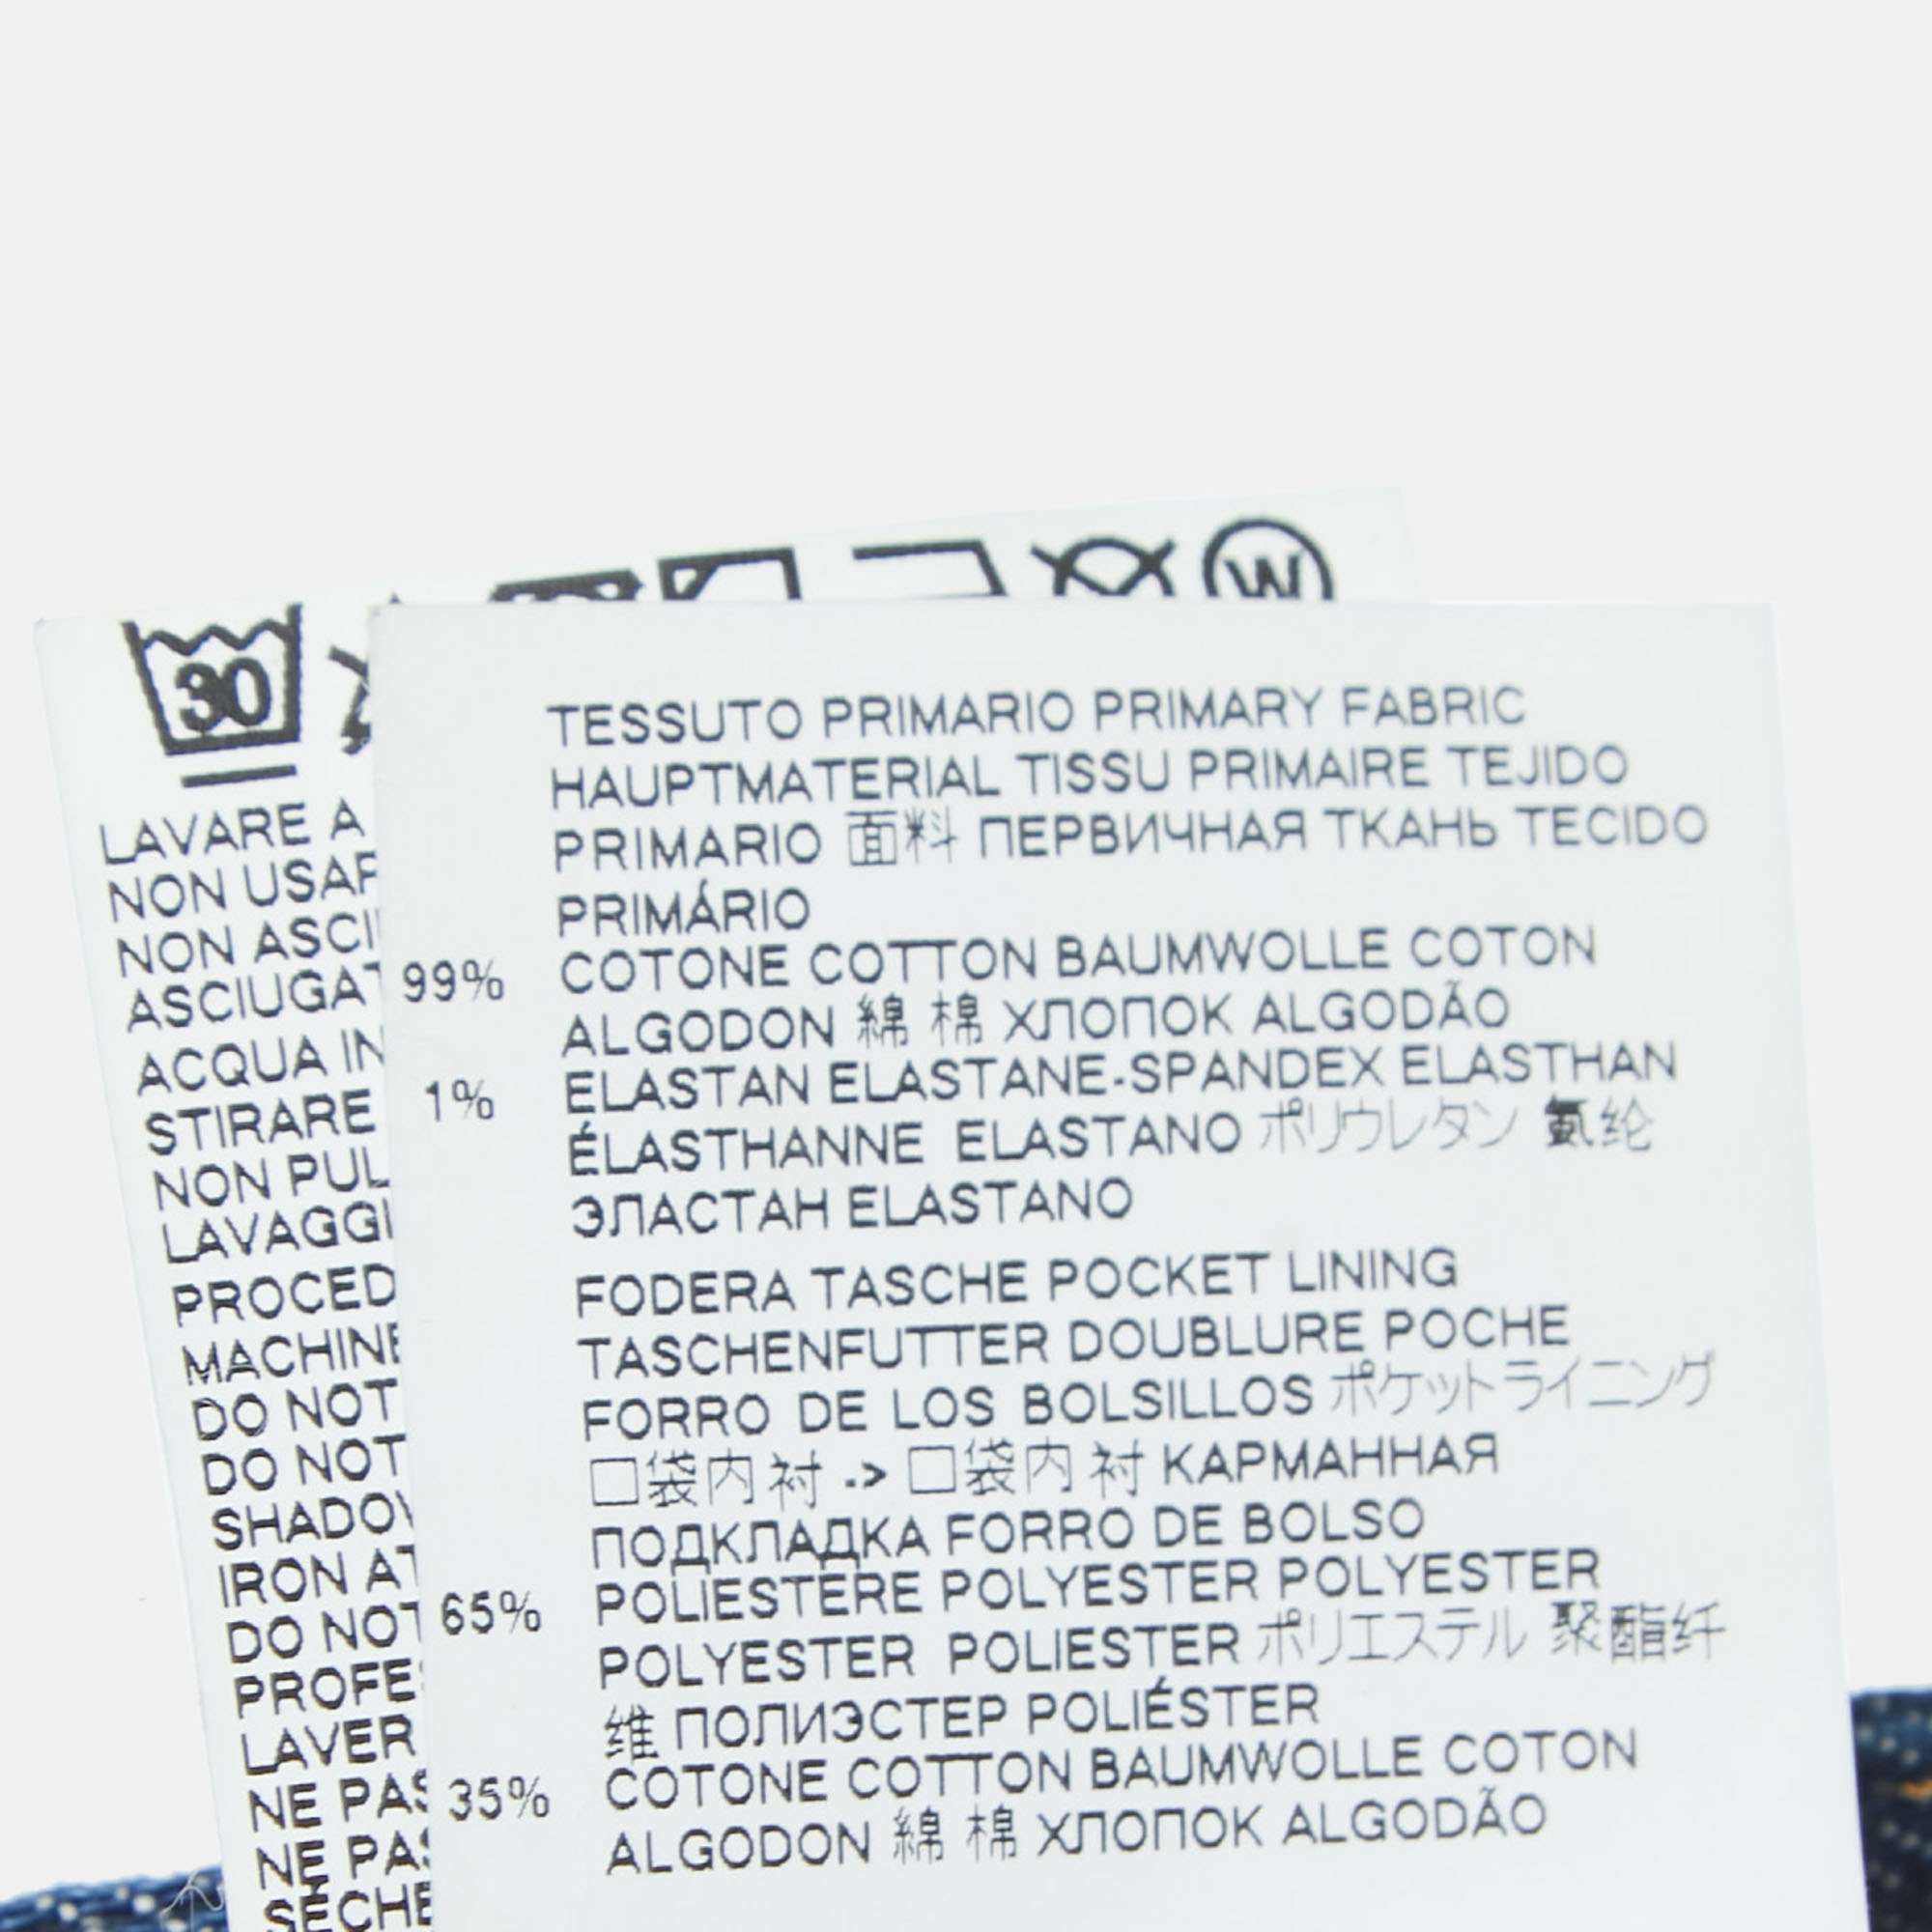 30
W
LAVARE A
NON USAR
NON ASCI
ASCIUGAT
ACQUA IN
STIRARE
NON PUL
LAVAGGI
PROCED
MACHINE
DO NOT
DO NOT
SHADOW
IRON AT
DO NOT
PROFES
LAVER
NE PAS
NE PAS
SÉCHE
TESSUTO PRIMARIO PRIMARY FABRIC
HAUPTMATERIAL TISSU PRIMAIRE TEJIDO
PRIMARIO 面料 ПЕРВИЧНАЯ ТКАНЬ TECIDO
PRIMÁRIO
99% COTONE COTTON BAUMWOLLE COTON
ALGODON 綿 棉 ХЛОПОК ALGODÃO
1% ELASTAN ELASTANE-SPANDEX ELASTHAN
ÉLASTHANNE ELASTANO ポリウレタン 氨纶
ЭЛАСТАН ELASTANO
FODERA TASCHE POCKET LINING
TASCHENFUTTER DOUBLURE POCHE
FORRO DE LOS BOLSILLOS ポケットライニング
口袋内衬 -> 口袋内衬 КАРМАННАЯ
ПОДКЛАДКА FORRO DE BOLSO
65% POLIESTERE POLYESTER POLYESTER
POLYESTER POLIESTER ポリエステル 聚酯纤
维 ПОЛИЭСТЕР POLIÉSTER
35% COTONE COTTON BAUMWOLLE COTON
ALGODON 綿 棉 ХЛОПОК ALGODÃO